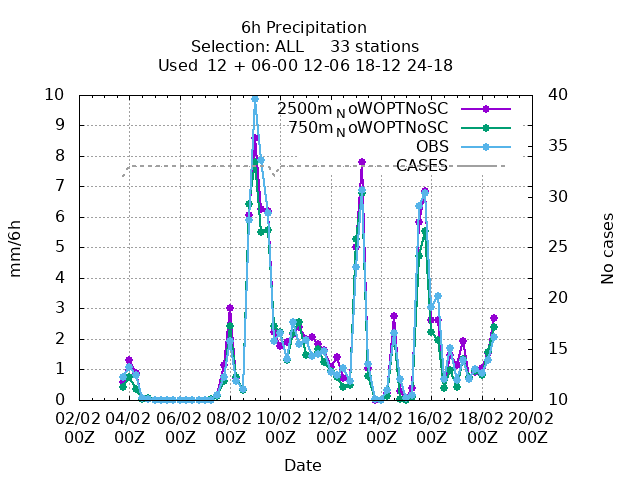 6h Precipitation
Selection: ALL 33 stations
Used 12 + 06-00 12-06 18-12 24-18
10 40
2500m_NoWOPTNoSC
9
750m_NoWOPTNoSC
OBS
35
8
CASES
7
30
6
mm/6h
5 25
No cases
4
3 20
2
15
1
0 10
02/02 04/02 06/02 08/02 10/02 12/02 14/02 16/02 18/02 20/02
00Z 00Z 00Z 00Z 00Z 00Z 00Z 00Z 00Z 00Z
Date